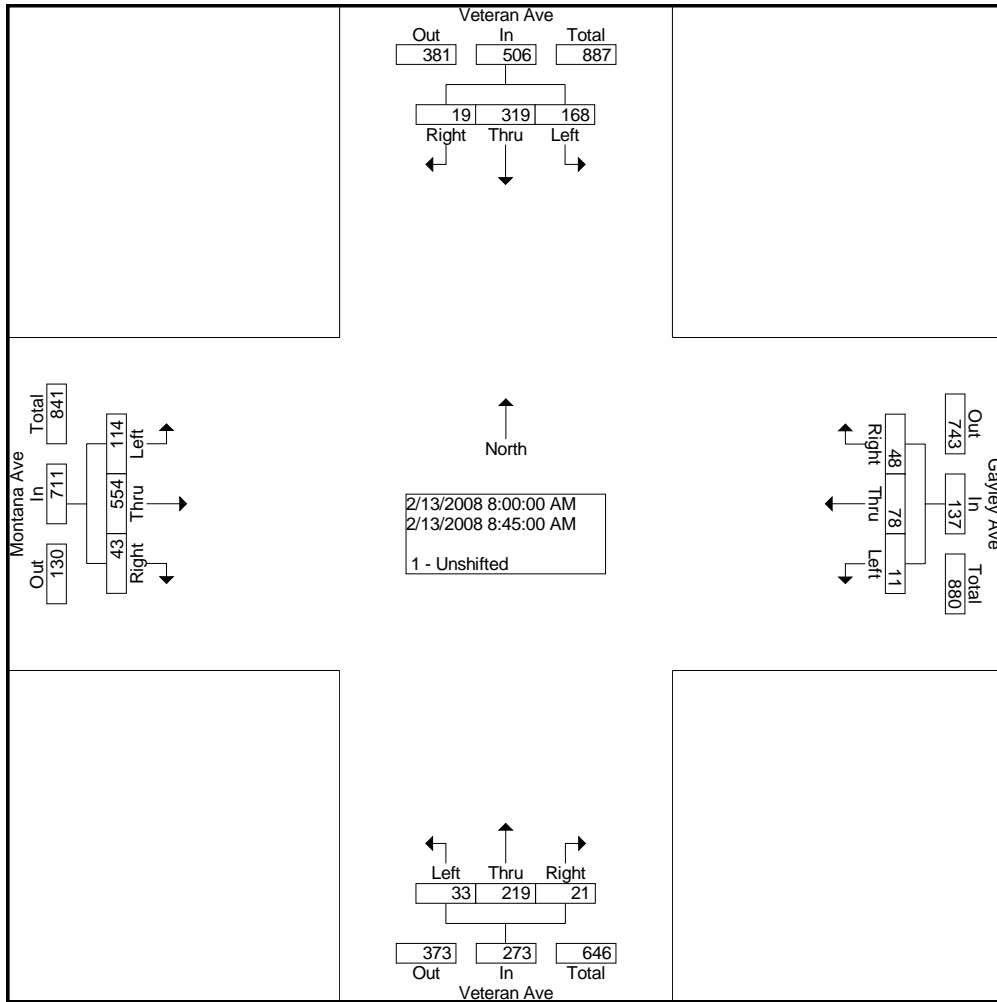 Veteran Ave
Out In Total
381 506 887
19 319 168
Right Thru Left
Montana Ave
Total In Out
841 711 130
114 554 43
Left Thru Right
North
2/13/2008 8:00:00 AM
2/13/2008 8:45:00 AM
1 - Unshifted
Right Thru Left
48 78 11
Out In Total
743 137 880
Gayley Ave
Left Thru Right
33 219 21
373 273 646
Out In Total
Veteran Ave